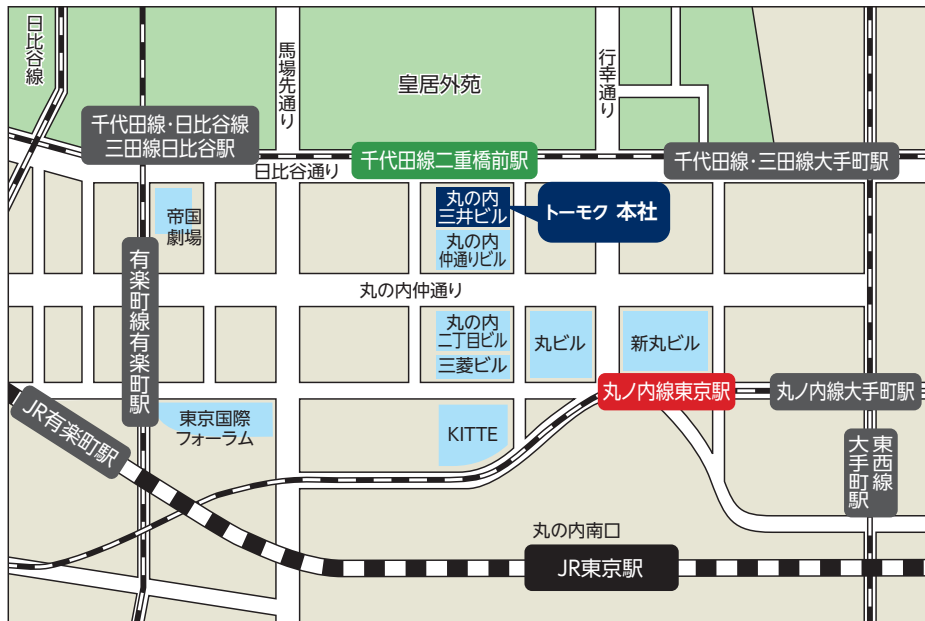 日比谷線
馬場先通り
行幸通り
皇居外苑
千代田線・日比谷線
三田線日比谷駅
日比谷通り
千代田線二重橋前駅
千代田線・三田線大手町駅
帝国
劇場
丸の内
三井ビル
トーモク 本社
丸の内
仲通りビル
有楽町線有楽町駅
丸の内仲通り
丸の内
二丁目ビル
三菱ビル
丸ビル
新丸ビル
丸ノ内線東京駅
丸ノ内線大手町駅
JR有楽町駅
東京国際
フォーラム
KITTE
東西線
大手町駅
丸の内南口
JR東京駅